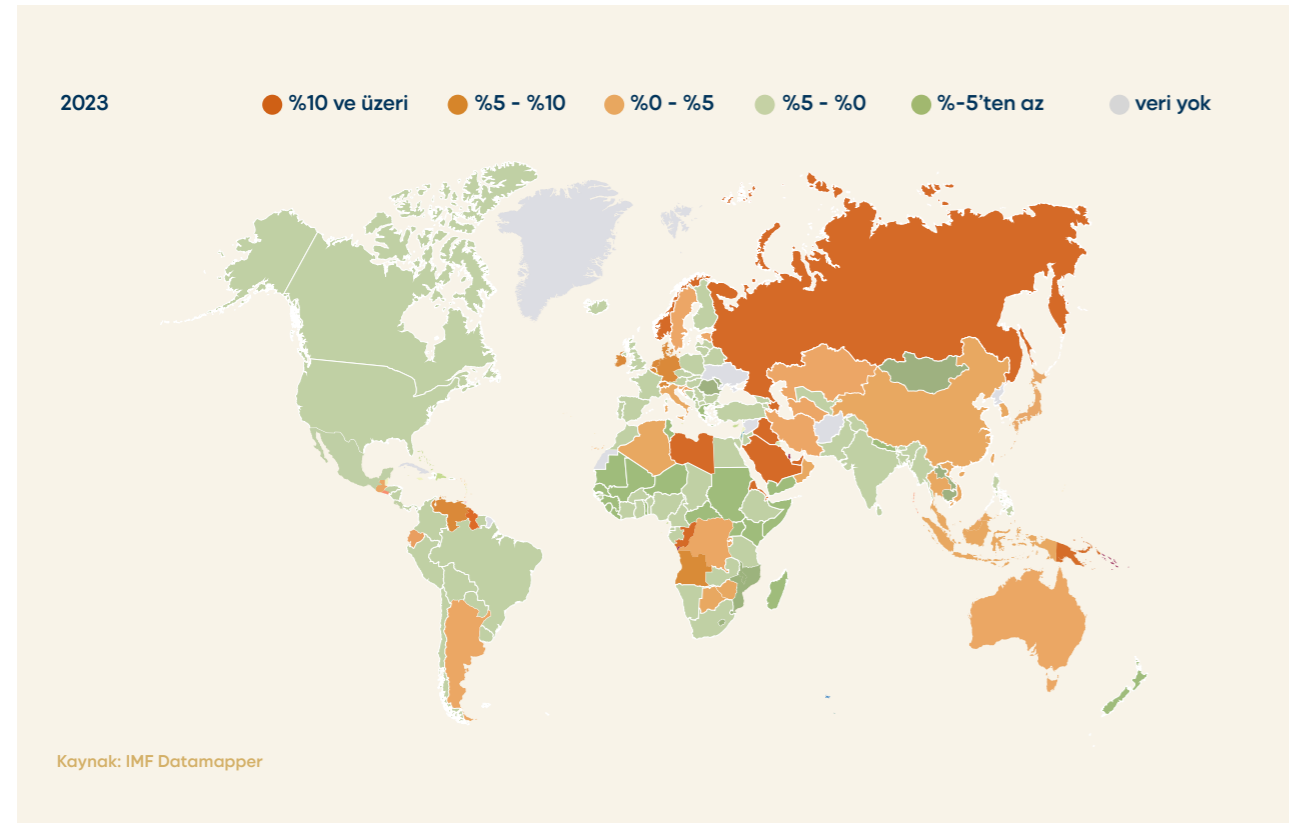 2023 %10 ve üzeri %5 - %10 %0 - %5 %5 - %0 %-5'ten az veri yok
Kaynak: IMF Datamapper